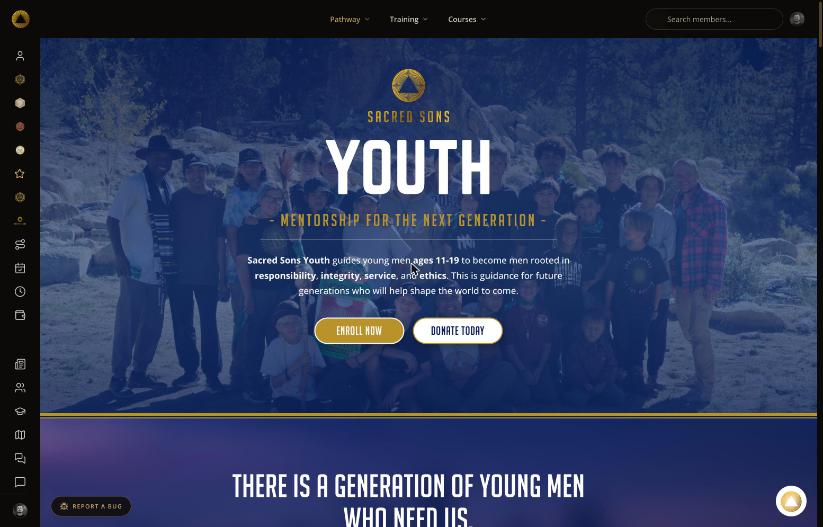 Pathway
Training
Courses
Search members...
SACRED SONS
YOUTH
- MENTORSHIP FOR THE NEXT GENERATION -
Sacred Sons Youth guides young men ages 11-19 to become men rooted in
responsibility, integrity, service, and ethics. This is guidance for future
generations who will help shape the world to come.
ENROLL NOW
DONATE TODAY
THERE IS A GENERATION OF YOUNG MEN
WHO NEED US.
REPORT A BUG